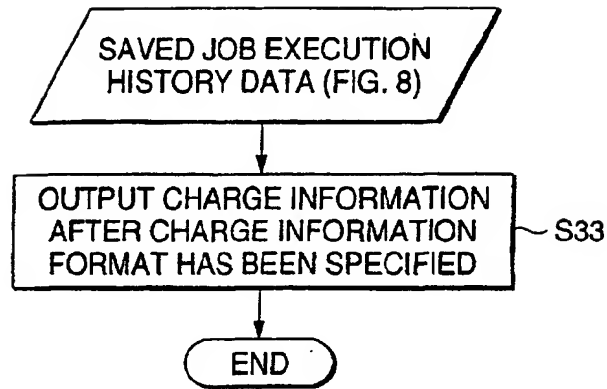 SAVED JOB EXECUTION
HISTORY DATA (FIG. 8)
OUTPUT CHARGE INFORMATION
AFTER CHARGE INFORMATION
FORMAT HAS BEEN SPECIFIED
S33
END